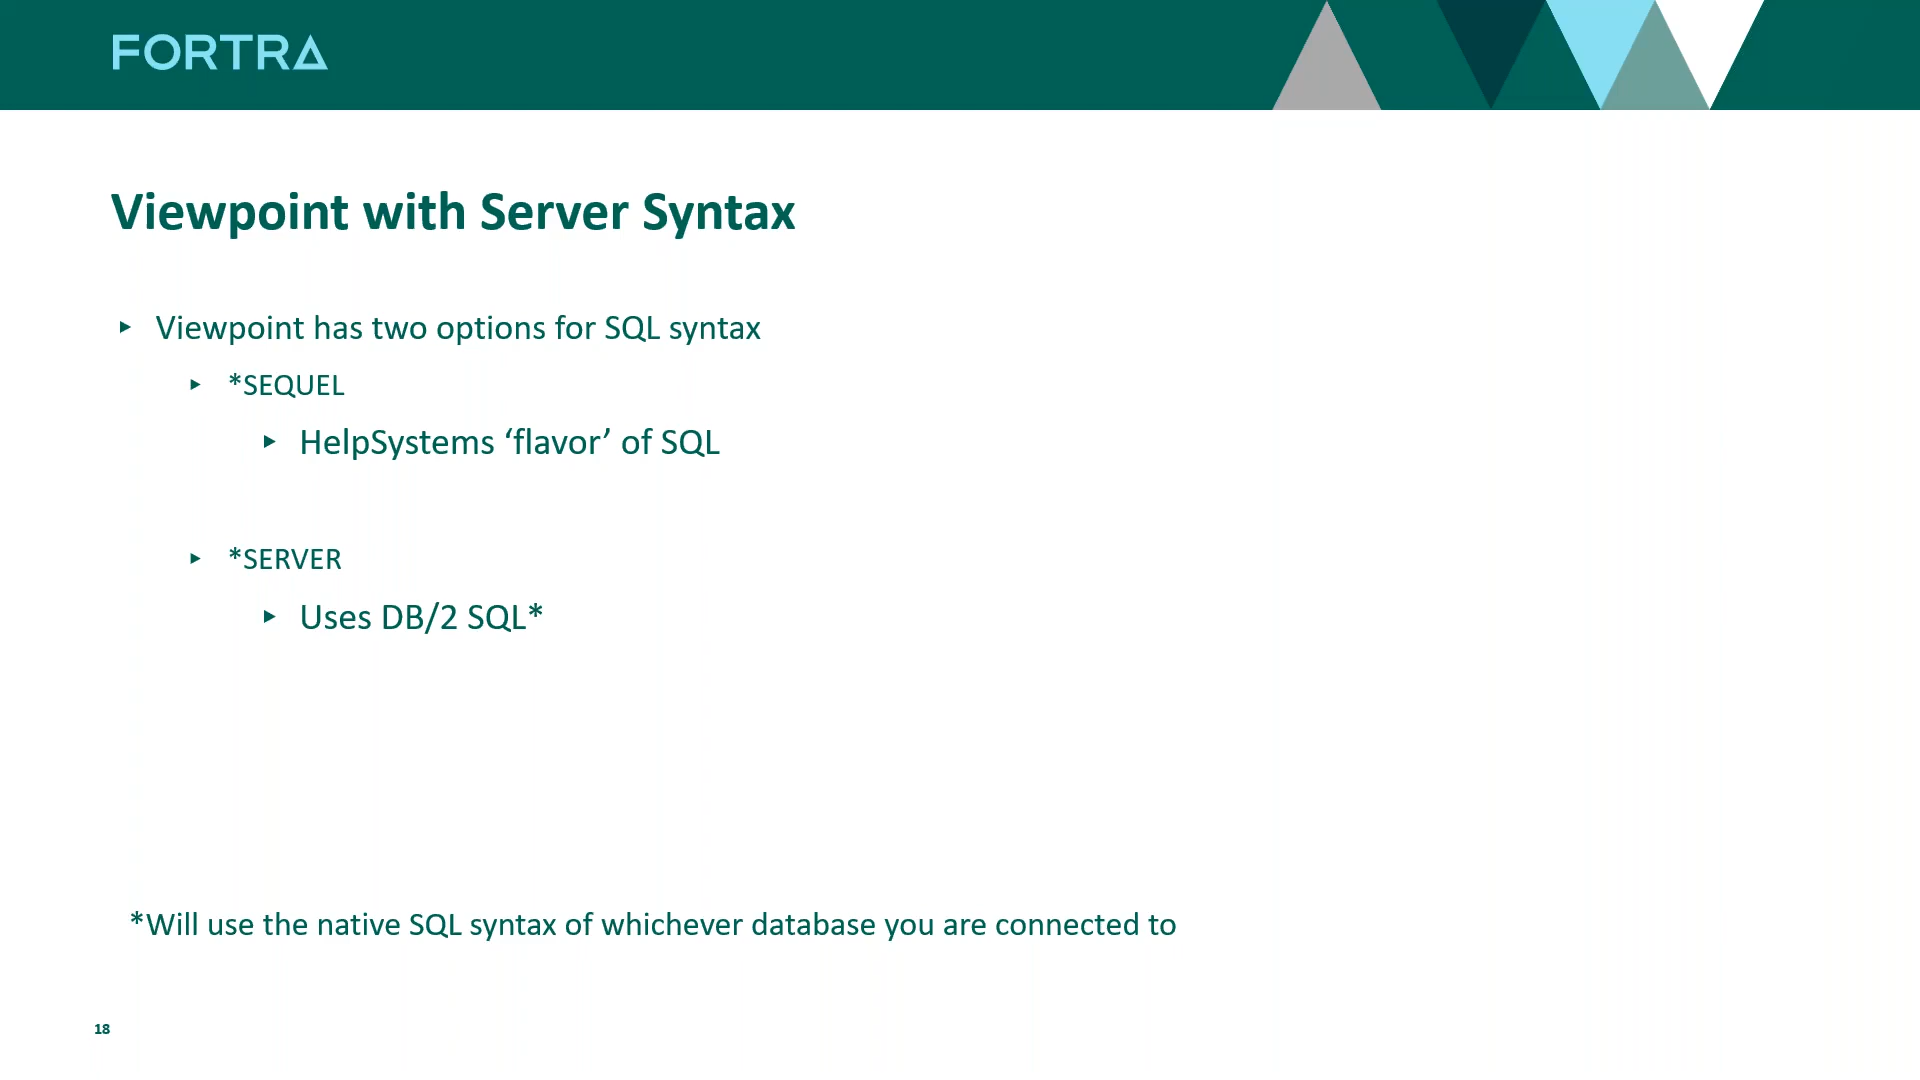 FORTRA
Viewpoint with Server Syntax
Viewpoint has two options for SQL syntax
*SEQUEL
HelpSystems ‘flavor’ of SQL
*SERVER
Uses DB/2 SQL*
*Will use the native SQL syntax of whichever database you are connected to
18